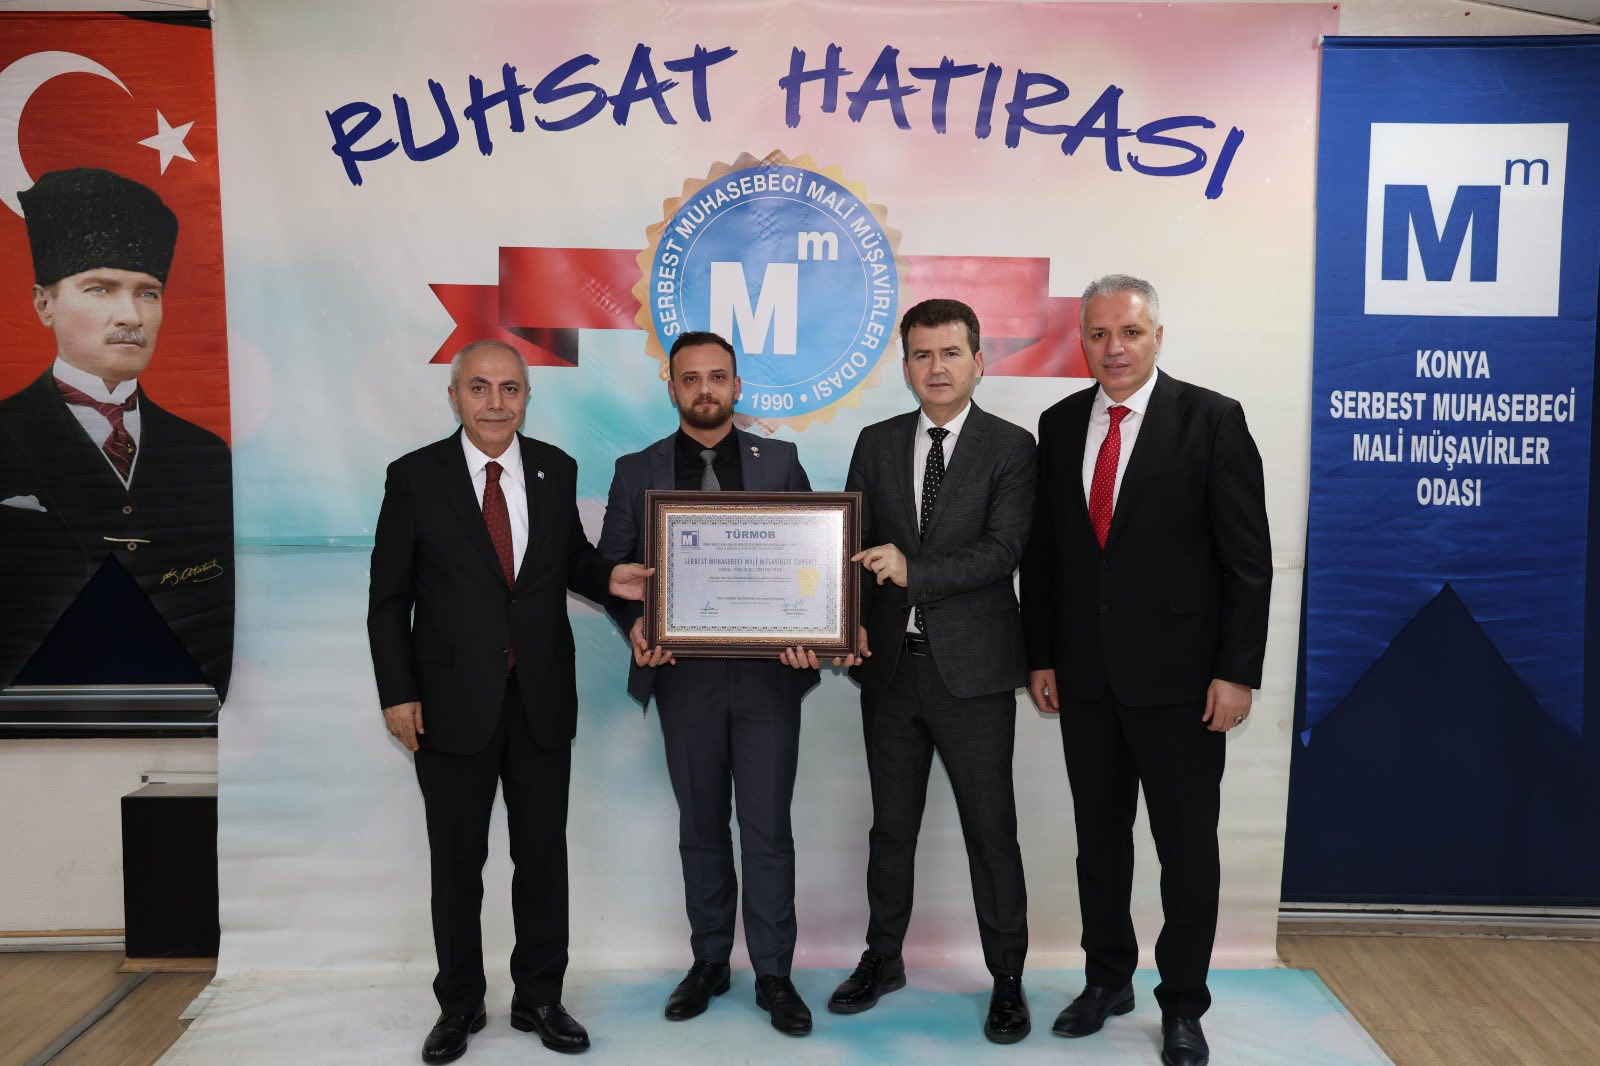 RUHSAT HATIRASI
SERBEST MUHASEBECİ MALİ MÜŞAVİRLER ODASI
• 1990 •
Mm
Mm
KONYA
SERBEST MUHASEBECİ
MALİ MÜŞAVİRLER
ODASI
TÜRMOB
SERBEST MUHASEBECİ MALİ MÜŞAVİRLİK RUHSATI